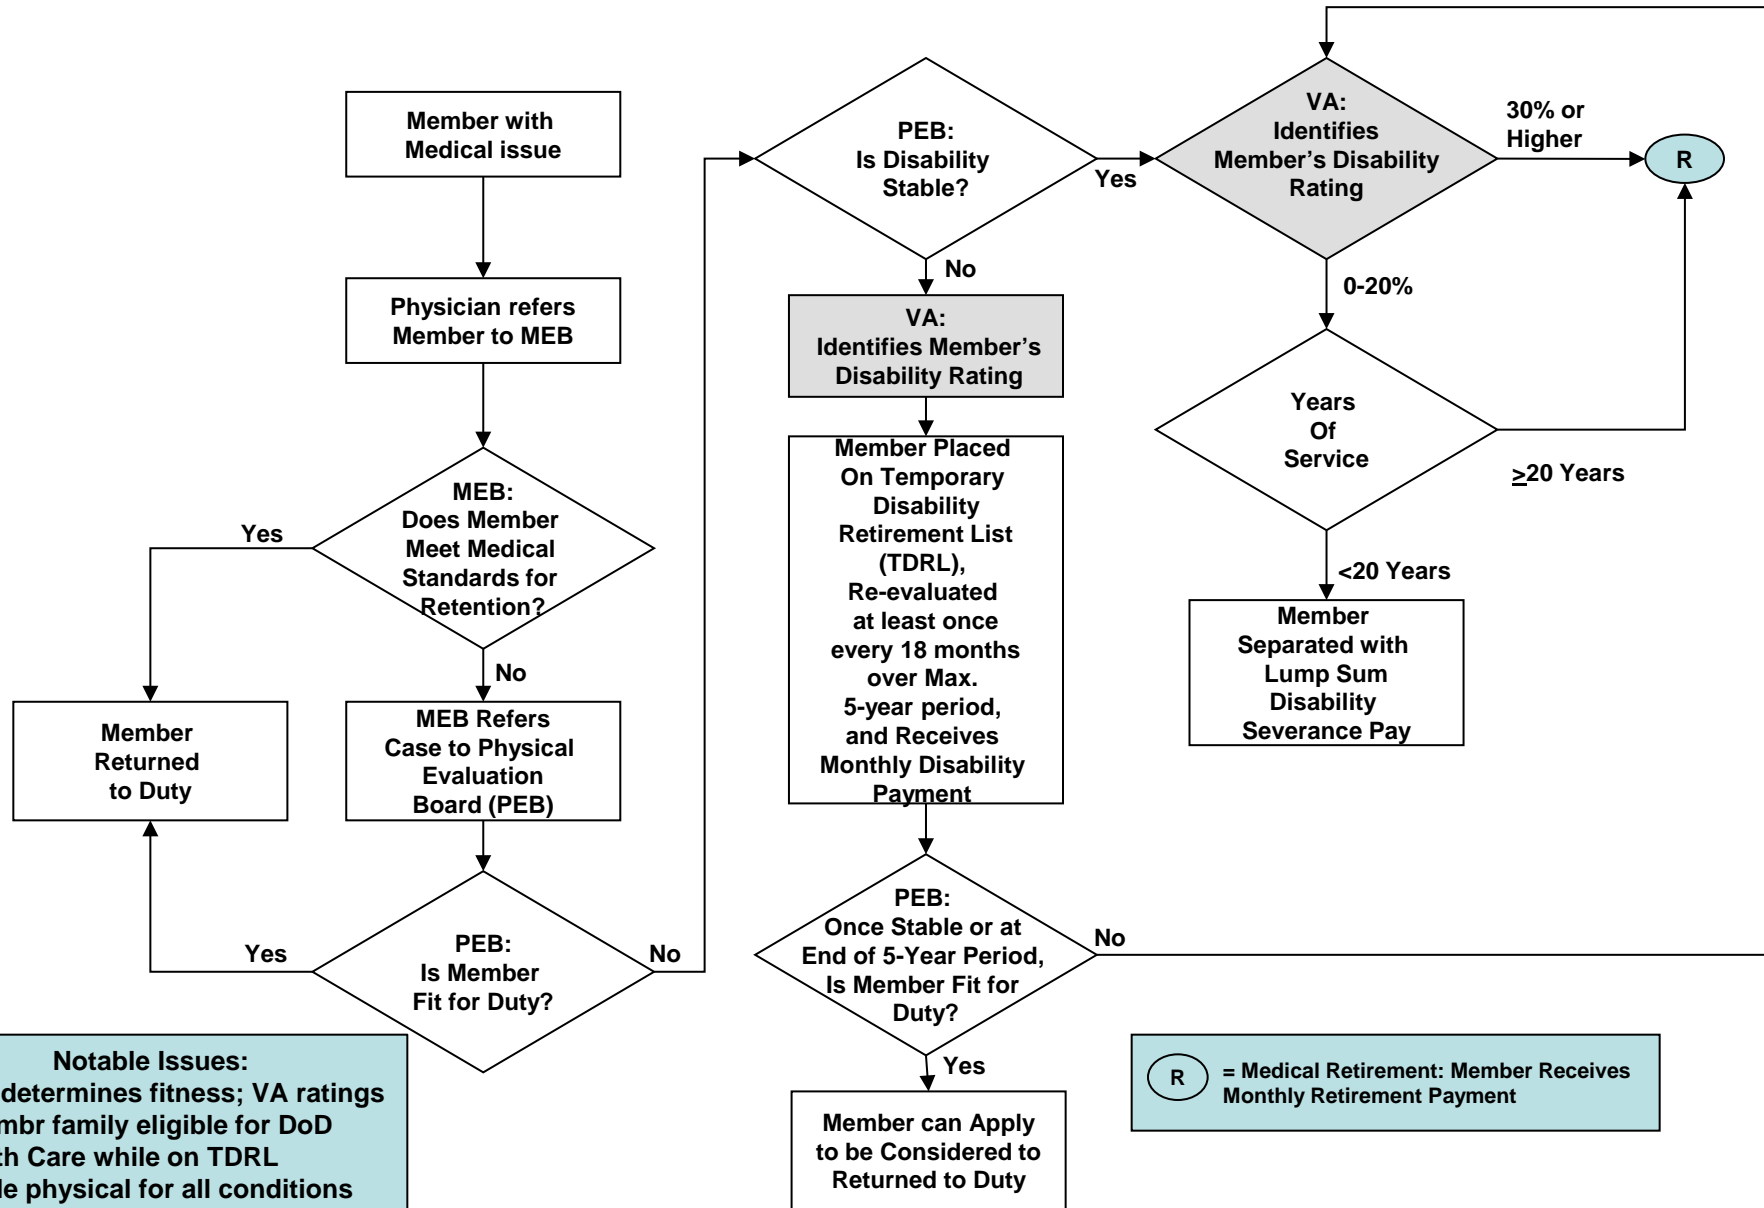 Member with
Medical issue
Physician refers
Member to MEB
MEB:
Does Member
Meet Medical
Standards for
Retention?
Yes
No
Member
Returned
to Duty
MEB Refers
Case to Physical
Evaluation
Board (PEB)
PEB:
Is Member
Fit for Duty?
Yes
No
PEB:
Is Disability
Stable?
Yes
No
VA:
Identifies Member’s
Disability Rating
Member Placed
On Temporary
Disability
Retirement List
(TDRL),
Re-evaluated
at least once
every 18 months
over Max.
5-year period,
and Receives
Monthly Disability
Payment
PEB:
Once Stable or at
End of 5-Year Period,
Is Member Fit for
Duty?
No
Yes
Member can Apply
to be Considered to
Returned to Duty
VA:
Identifies
Member’s Disability
Rating
30% or
Higher
R
0-20%
Years
Of
Service
≥20 Years
<20 Years
Member
Separated with
Lump Sum
Disability
Severance Pay
R
= Medical Retirement: Member Receives
Monthly Retirement Payment
Notable Issues:
determines fitness; VA ratings
family eligible for DoD
Care while on TDRL
physical for all conditions